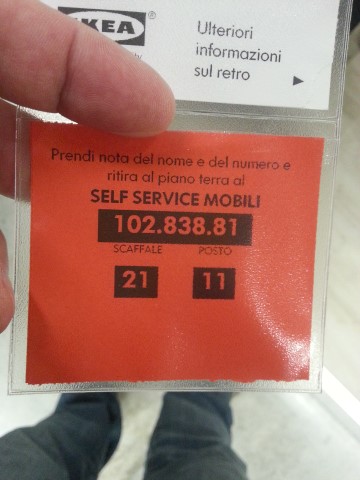 IKEA
Ulteriori
informazioni
sul retro
Prendi nota del nome e del numero e
ritira al piano terra al
SELF SERVICE MOBILI
102.838.81
SCAFFALE POSTO
21 11